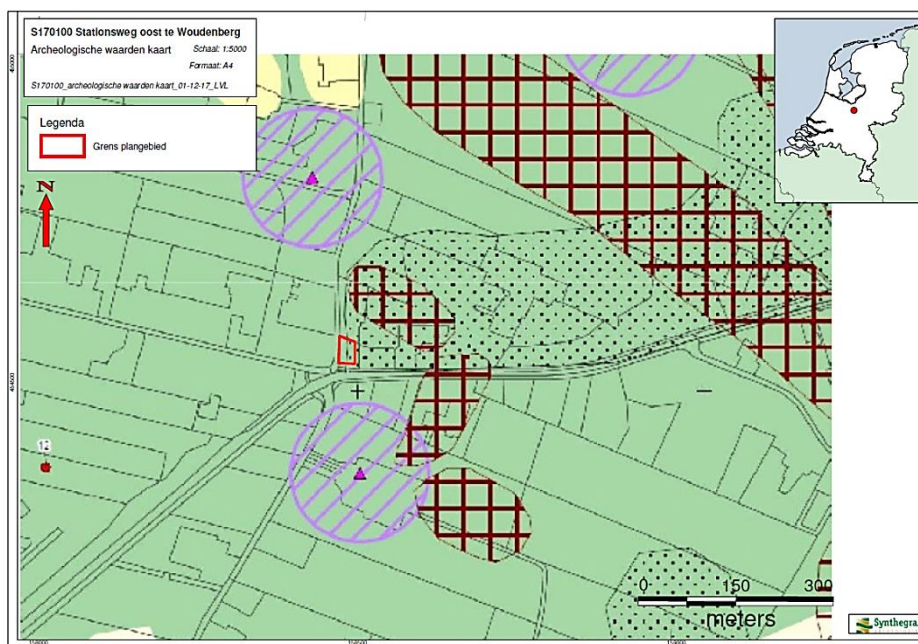 S170100 Stationsweg oost te Woudenberg
Archeologische waarden kaart Schaal: 1:5000
Formaat: A4
S170100_archeologische waarden kaart_01-12-17_LVL
Legenda
Grens plangebied
N
12
0 150 300
meters
Synthegra